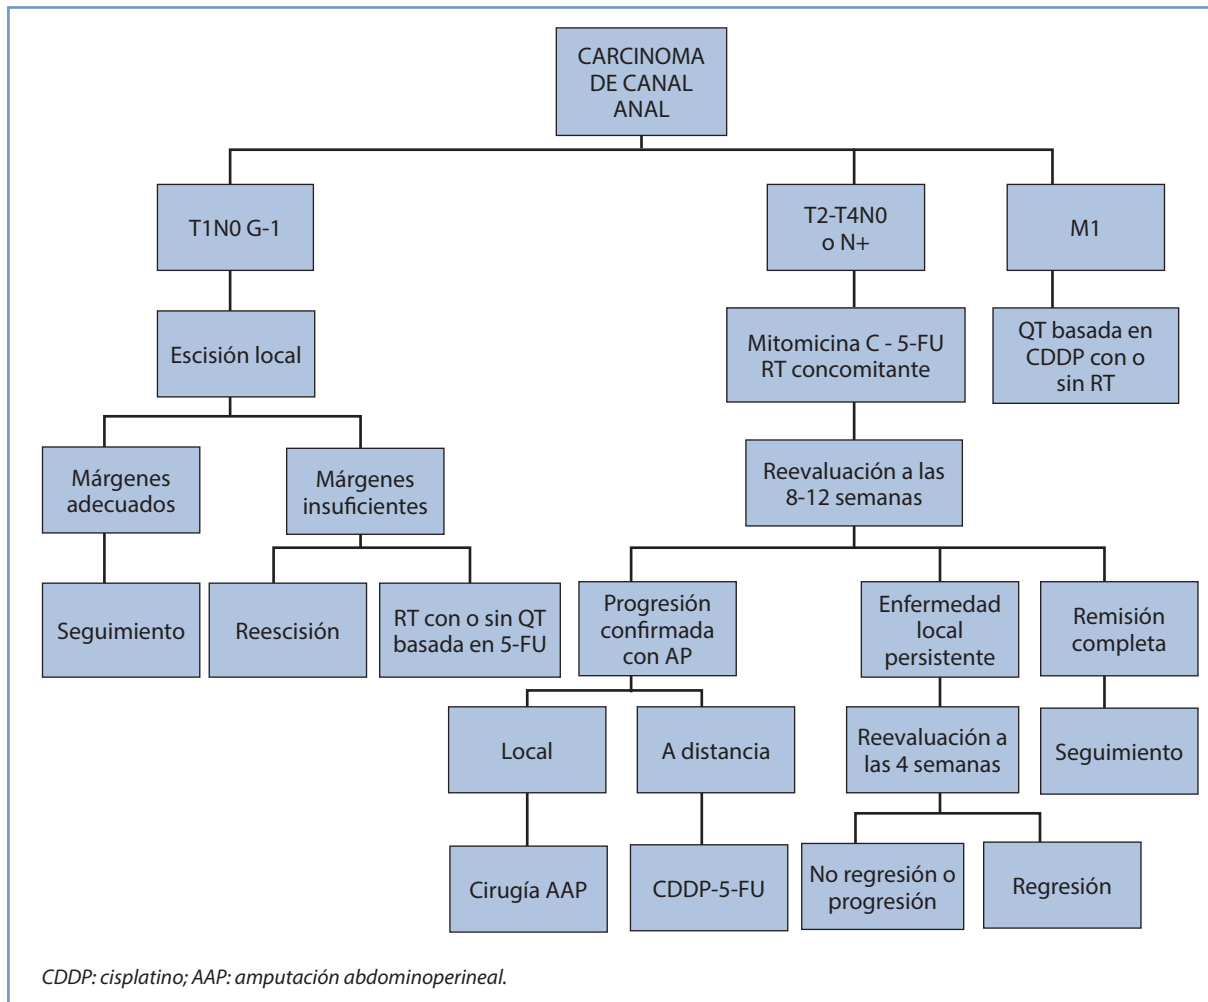 CARCINOMA
DE CANAL
ANAL
T1N0 G-1
T2-T4N0
o N+
M1
Escisión local
Mitomicina C - 5-FU
RT concomitante
QT basada en
CDDP con o
sin RT
Márgenes
adecuados
Márgenes
insuficientes
Reevaluación a las
8-12 semanas
Seguimiento
Reescisión
RT con o sin QT
basada en 5-FU
Progresión
confirmada
con AP
Enfermedad
local
persistente
Remisión
completa
Local
A distancia
Reevaluación a
las 4 semanas
Seguimiento
Cirugía AAP
CDDP-5-FU
No regresión o
progresión
Regresión
CDDP: cisplatino; AAP: amputación abdominoperineal.